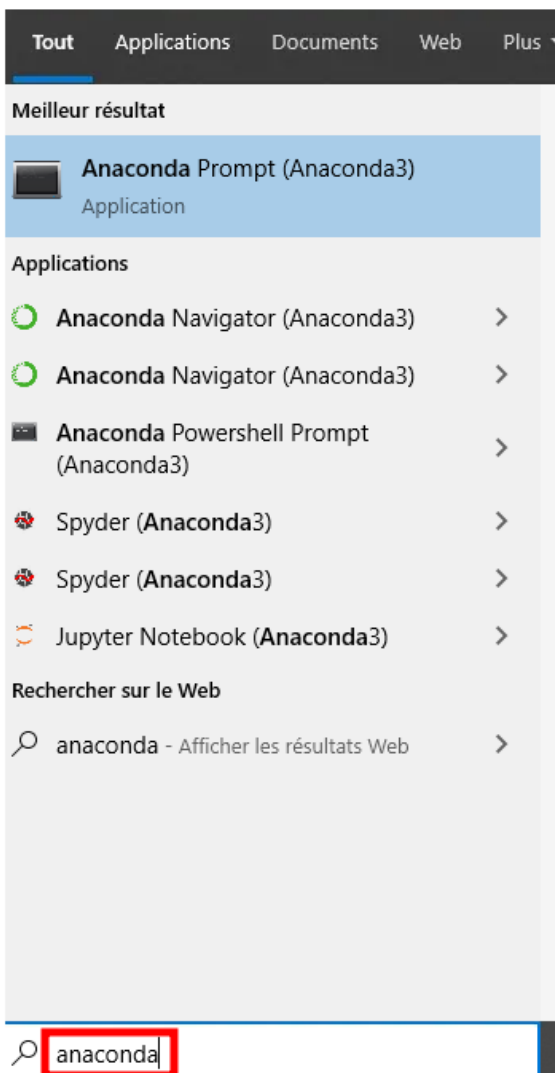 Tout Applications Documents Web Plus
Meilleur résultat
Anaconda Prompt (Anaconda3)
Application
Applications
Anaconda Navigator (Anaconda3)
Anaconda Navigator (Anaconda3)
Anaconda Powershell Prompt
(Anaconda3)
Spyder (Anaconda3)
Spyder (Anaconda3)
Jupyter Notebook (Anaconda3)
Rechercher sur le Web
anaconda - Afficher les résultats Web
anaconda